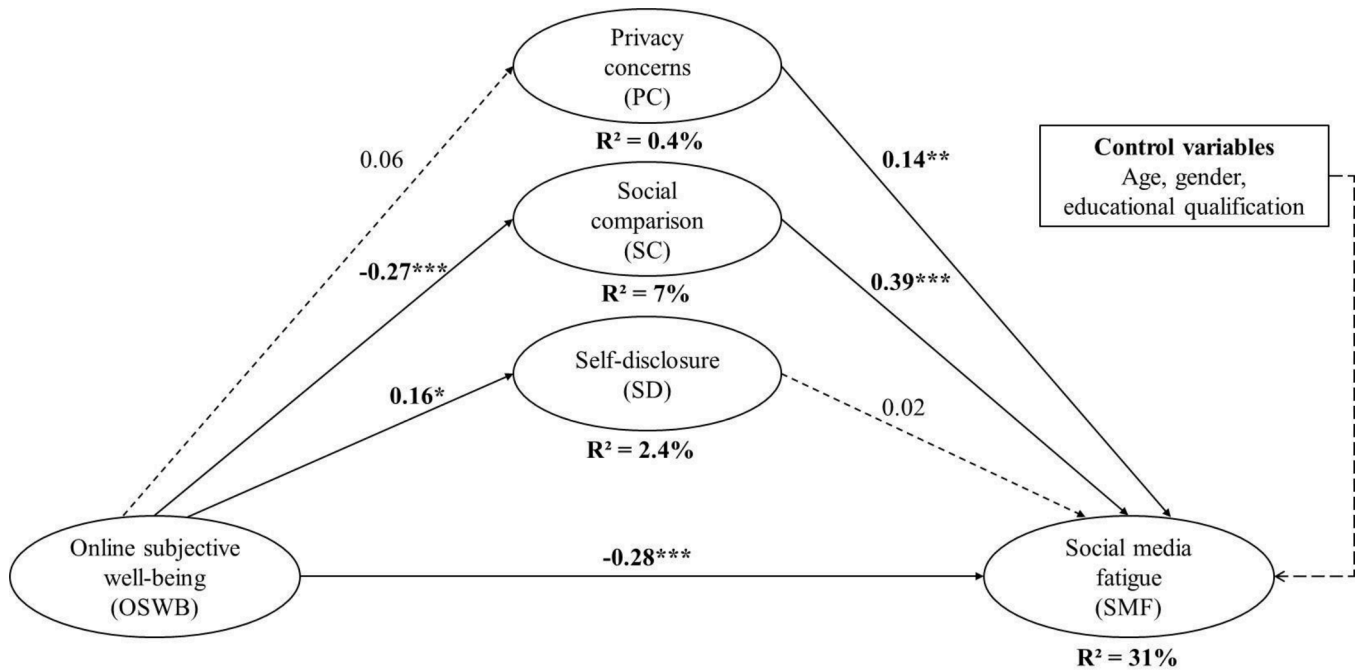 Privacy
concerns
(PC)
R² = 0.4%
0.06
0.14**
Control variables
Age, gender,
educational qualification
Social
comparison
(SC)
R² = 7%
-0.27***
0.39***
Self-disclosure
(SD)
R² = 2.4%
0.16*
0.02
Online subjective
well-being
(OSWB)
-0.28***
Social media
fatigue
(SMF)
R² = 31%